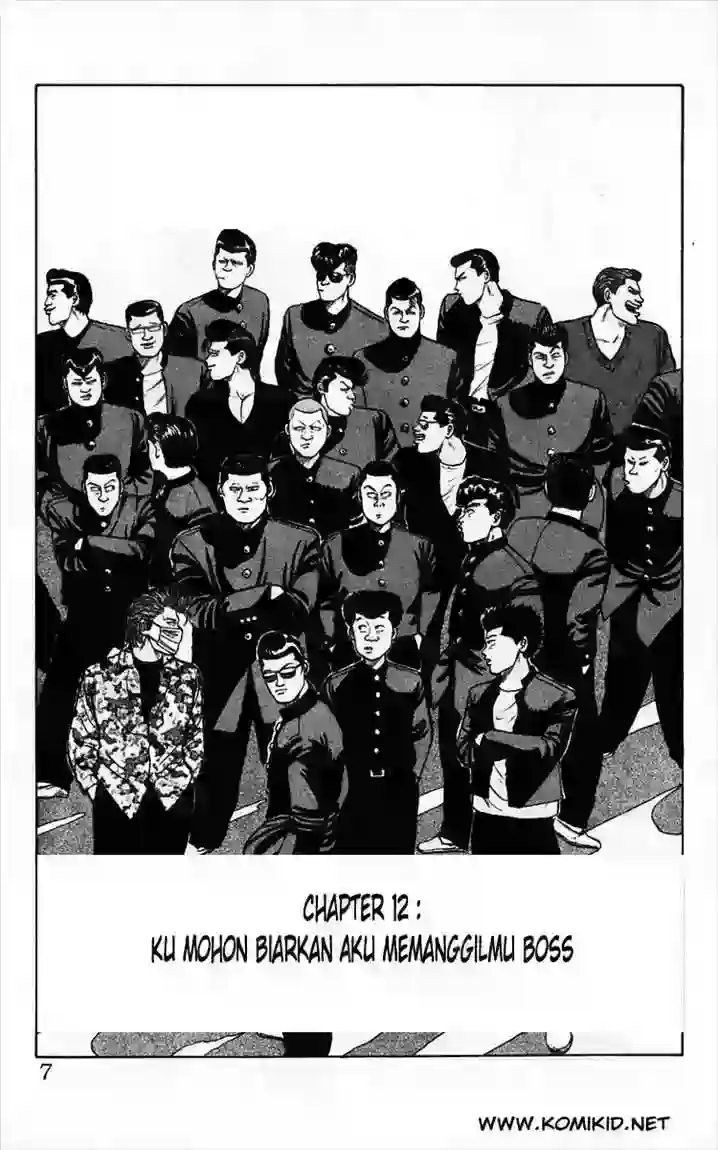 CHAPTER 12 :
KU MOHON BIARKAN AKU MEMANGGILMU BOSS
7
WWW.KOMIKID.NET